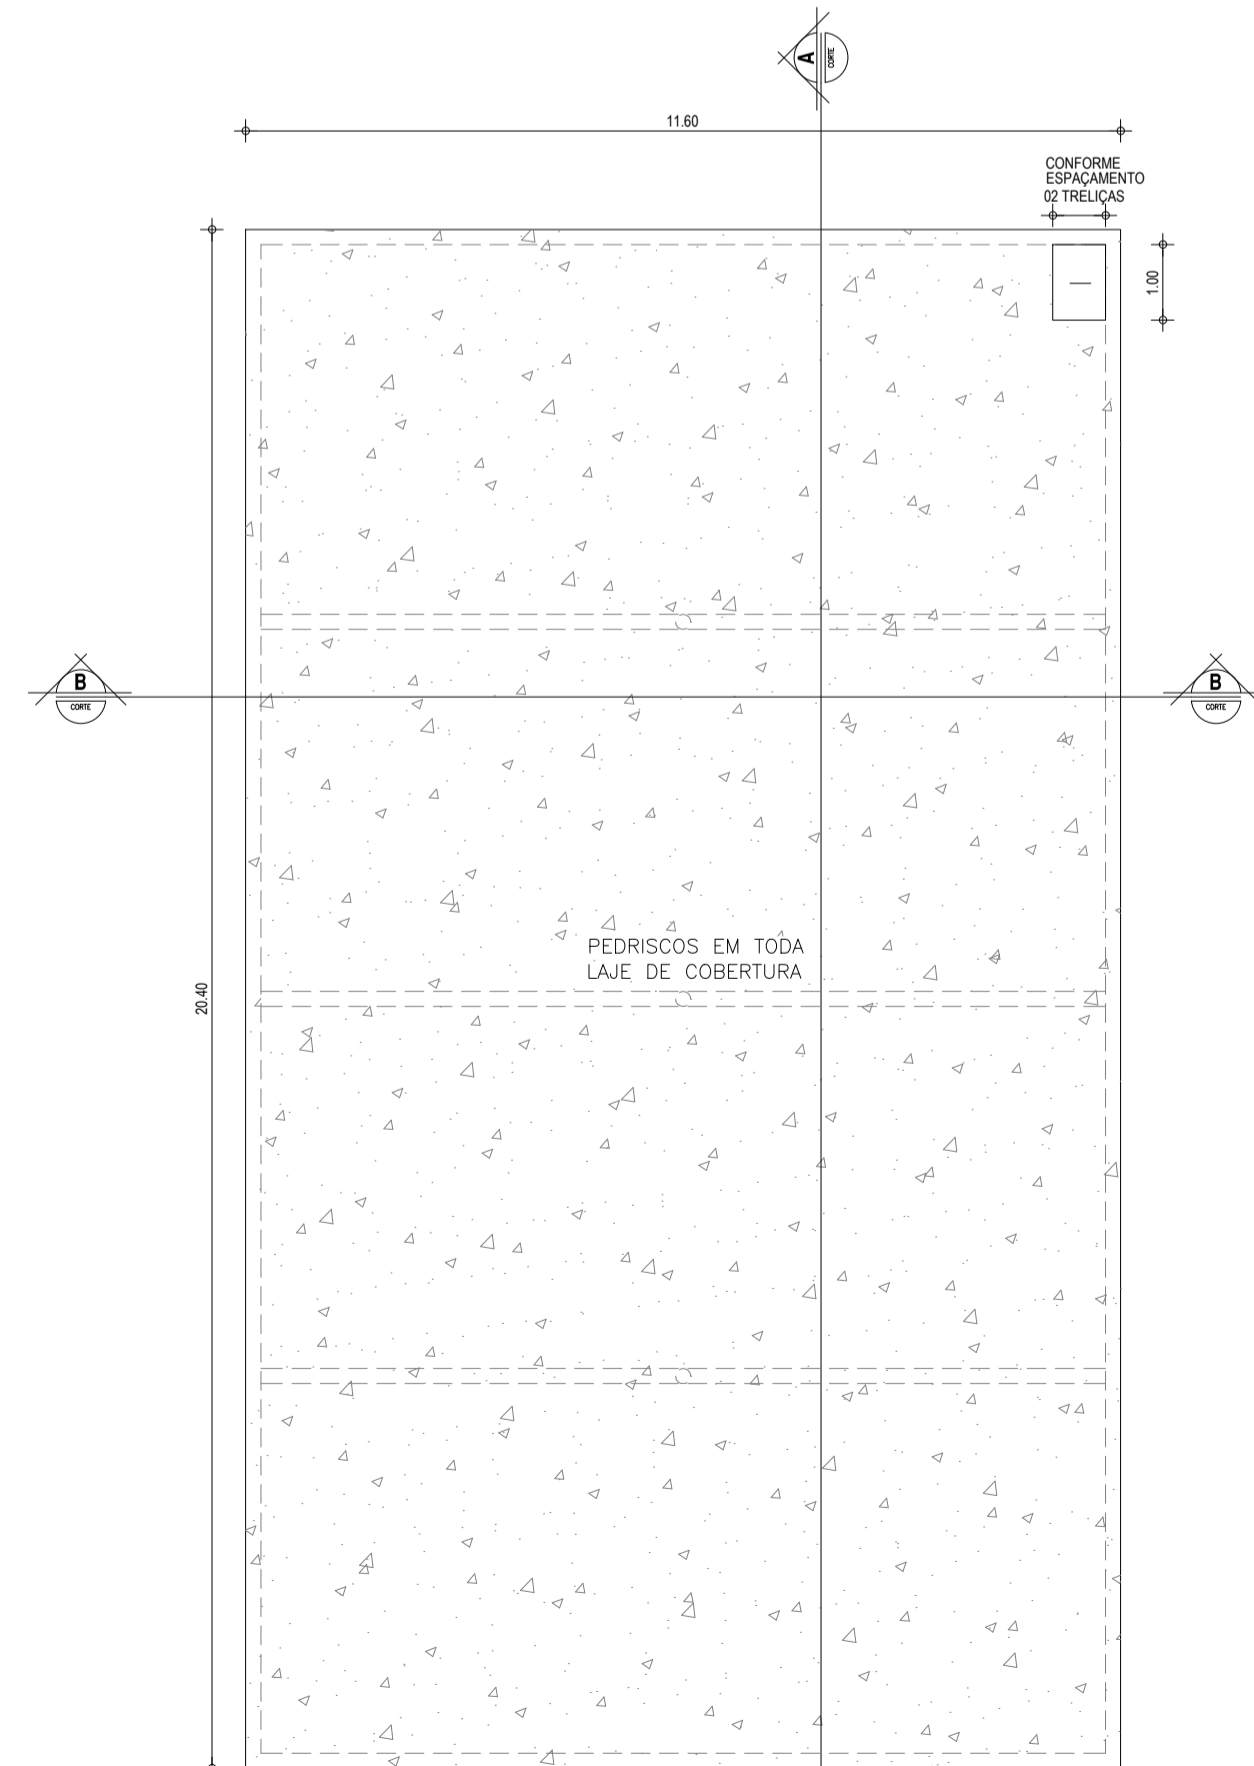 A
CORTE
11.60
CONFORME
ESPAÇAMENTO
02 TRELIÇAS
1.00
B
CORTE
B
CORTE
PEDRISCOS EM TODA
LAJE DE COBERTURA
20.40